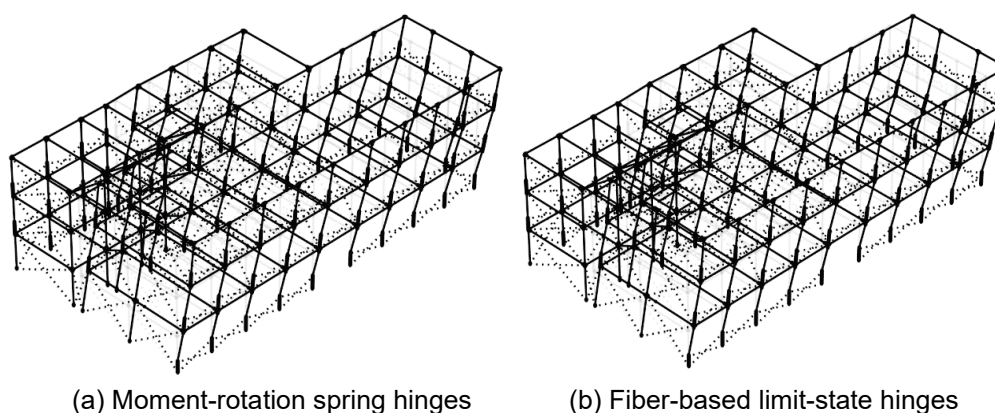 (a) Moment-rotation spring hinges
(b) Fiber-based limit-state hinges